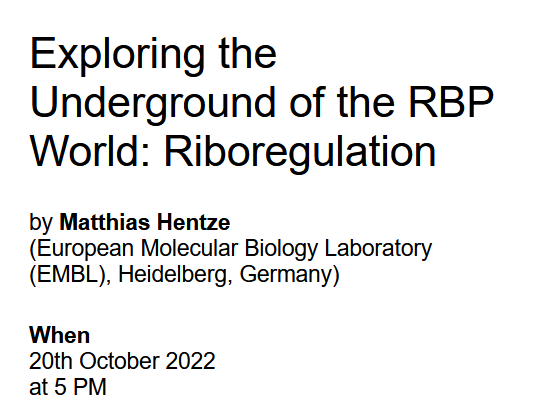 Exploring the
Underground of the RBP
World: Riboregulation
by Matthias Hentze
(European Molecular Biology Laboratory
(EMBL), Heidelberg, Germany)
When
20th October 2022
at 5 PM